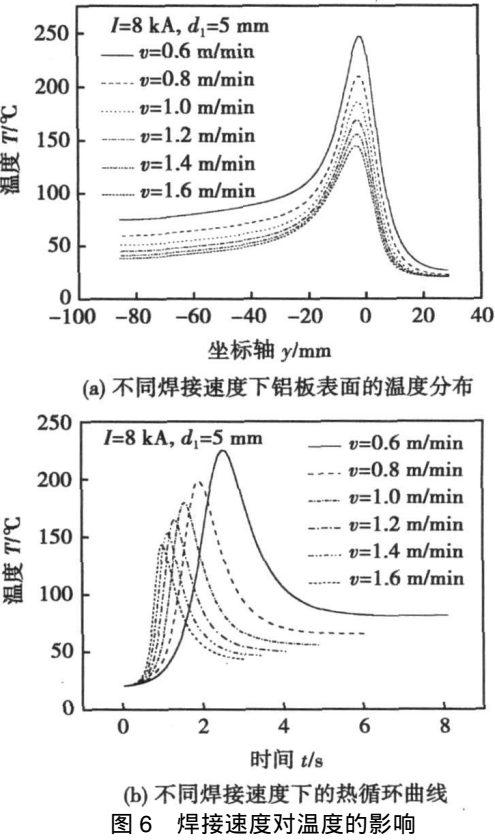 I=8 kA, d₁=5 mm
v=0.6 m/min
v=0.8 m/min
v=1.0 m/min
v=1.2 m/min
v=1.4 m/min
v=1.6 m/min
温度 T/℃
250
200
150
100
50
0
−100 −80 −60 −40 −20 0 20 40
坐标轴 y/mm
(a) 不同焊接速度下铝板表面的温度分布
I=8 kA, d₁=5 mm
v=0.6 m/min
v=0.8 m/min
v=1.0 m/min
v=1.2 m/min
v=1.4 m/min
v=1.6 m/min
温度 T/℃
250
200
150
100
50
0
0 2 4 6 8
时间 t/s
(b) 不同焊接速度下的热循环曲线
图 6 焊接速度对温度的影响